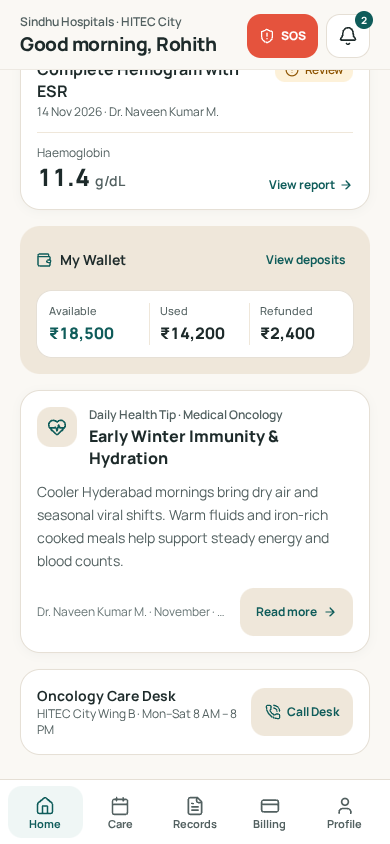 Sindhu Hospitals · HITEC City
Good morning, Rohith
SOS
2
Complete Hemogram with
ESR
Review
14 Nov 2026 · Dr. Naveen Kumar M.
Haemoglobin
11.4 g/dL
View report →
My Wallet
View deposits
Available
₹18,500
Used
₹14,200
Refunded
₹2,400
Daily Health Tip · Medical Oncology
Early Winter Immunity &
Hydration
Cooler Hyderabad mornings bring dry air and
seasonal viral shifts. Warm fluids and iron-rich
cooked meals help support steady energy and
blood counts.
Dr. Naveen Kumar M. · November · ...
Read more →
Oncology Care Desk
HITEC City Wing B · Mon–Sat 8 AM – 8
PM
Call Desk
Home
Care
Records
Billing
Profile